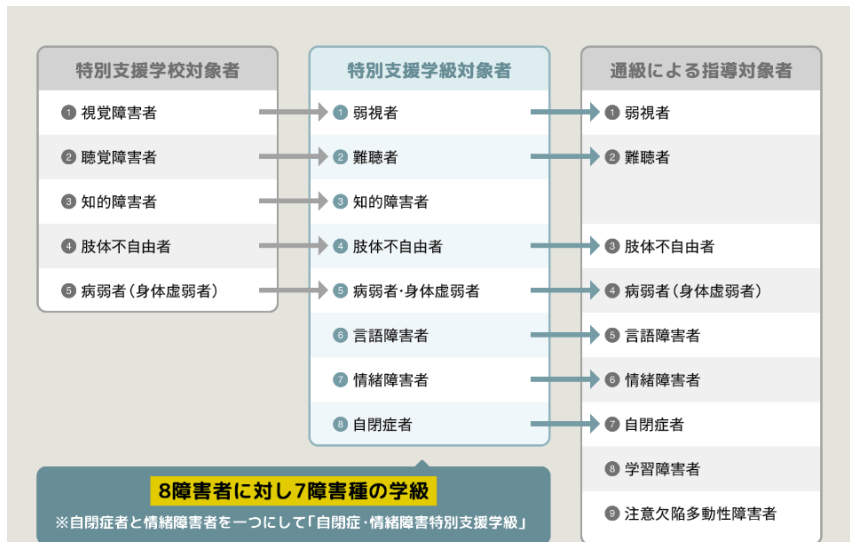 特別支援学校対象者
❶ 視覚障害者
❷ 聴覚障害者
❸ 知的障害者
❹ 肢体不自由者
❺ 病弱者（身体虚弱者）
特別支援学級対象者
❶ 弱視者
❷ 難聴者
❸ 知的障害者
❹ 肢体不自由者
❺ 病弱者・身体虚弱者
❻ 言語障害者
❼ 情緒障害者
❽ 自閉症者
通級による指導対象者
❶ 弱視者
❷ 難聴者
❸ 肢体不自由者
❹ 病弱者（身体虚弱者）
❺ 言語障害者
❻ 情緒障害者
❼ 自閉症者
❽ 学習障害者
❾ 注意欠陥多動性障害者
8障害者に対し7障害種の学級
※自閉症者と情緒障害者を一つにして「自閉症・情緒障害特別支援学級」